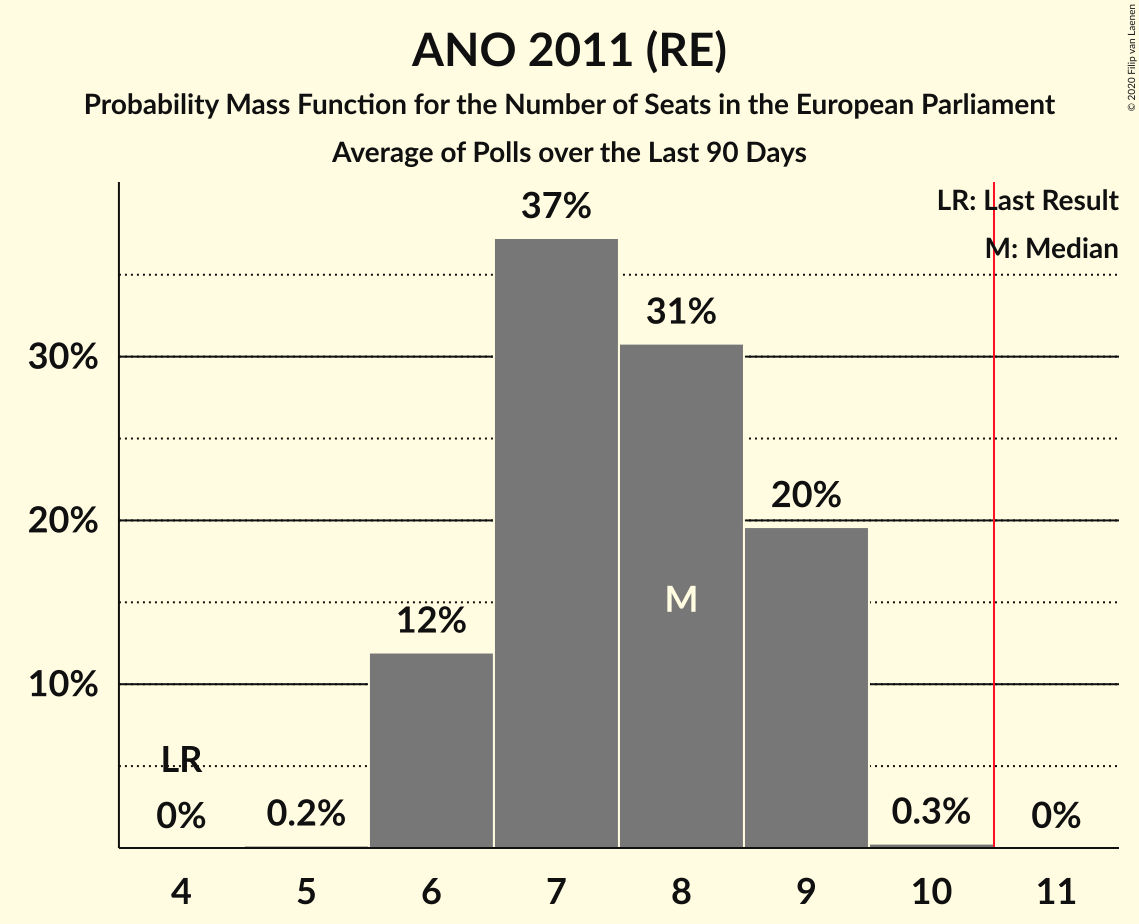 ANO 2011 (RE)
Probability Mass Function for the Number of Seats in the European Parliament
Average of Polls over the Last 90 Days
© 2020 Filip van Laenen
LR: Last Result
M: Median
37%
31%
30%
20%
20%
M
12%
10%
LR
0%
0.2%
0.3%
0%
4 5 6 7 8 9 10 11